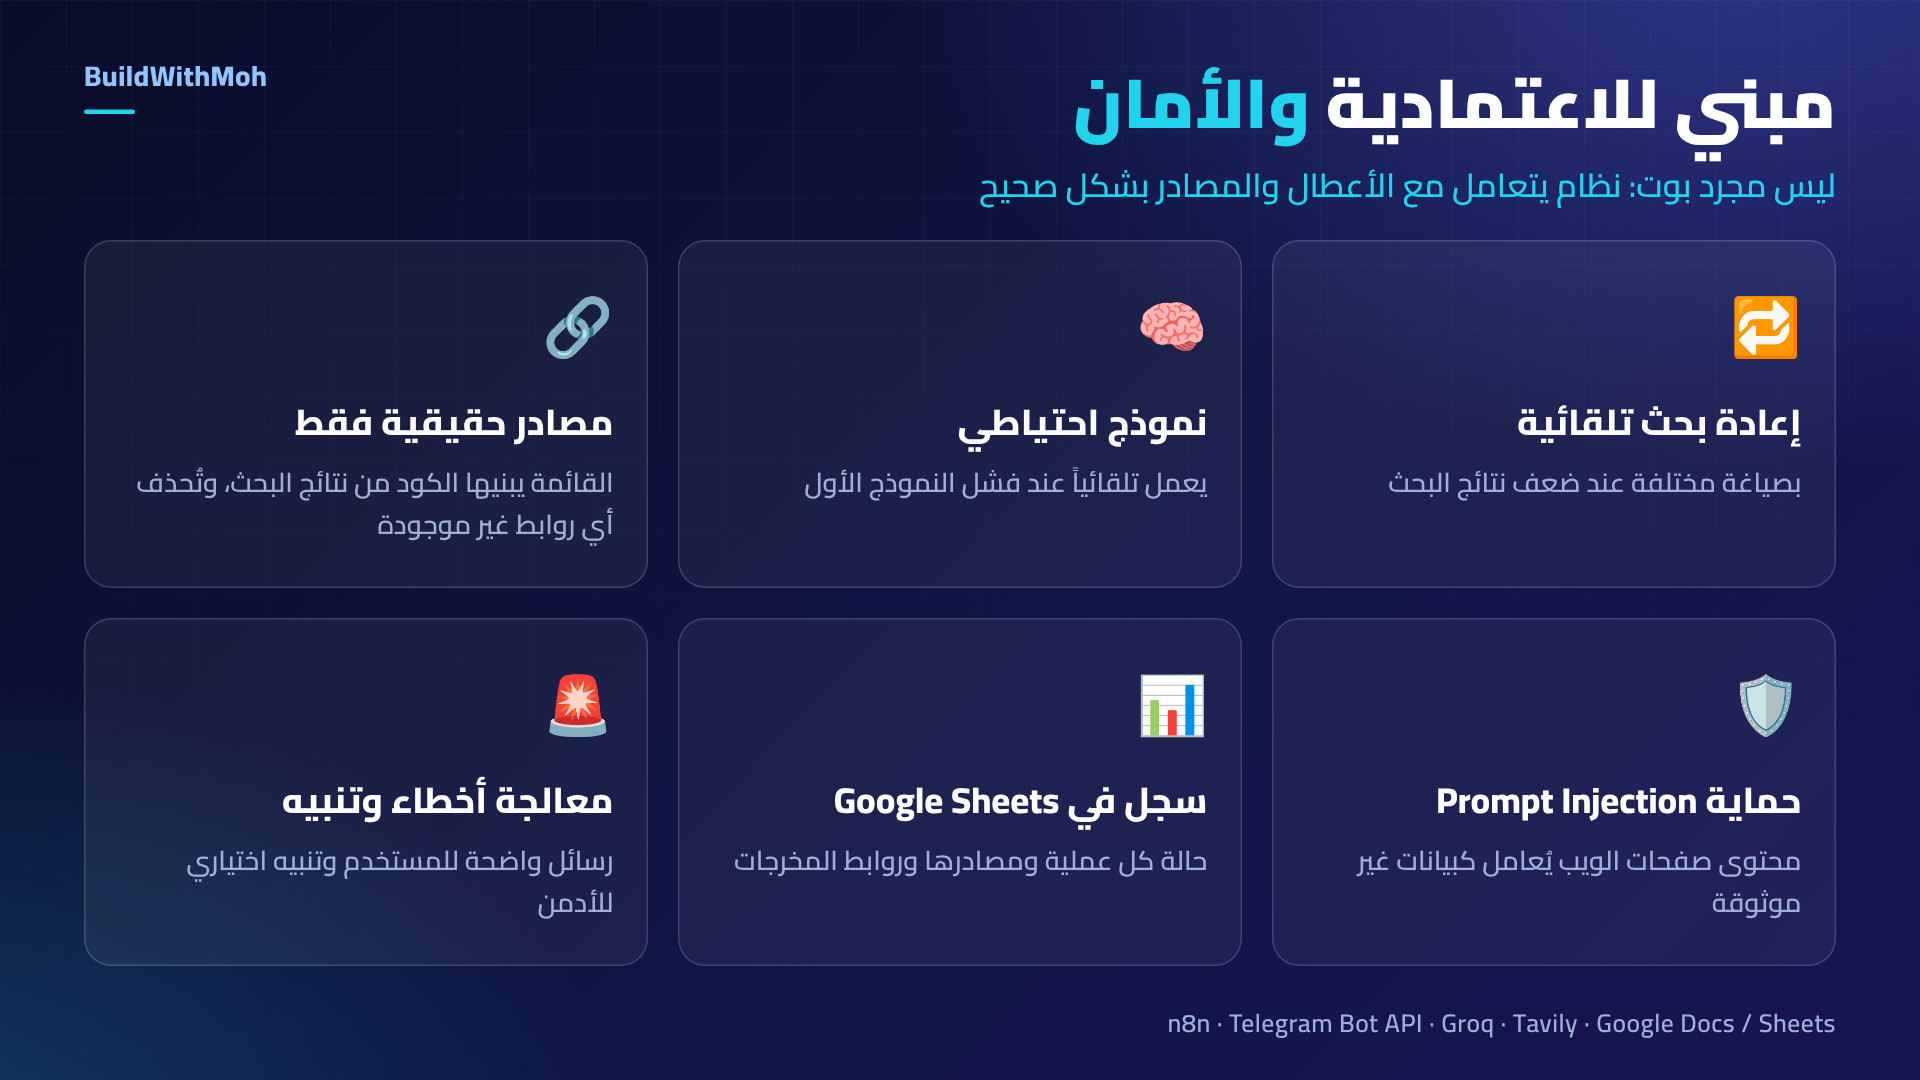 مبني للاعتمادية والأمان
BuildWithMoh
ليس مجرد بوت: نظام يتعامل مع الأعطال والمصادر بشكل صحيح
إعادة بحث تلقائية
بصياغة مختلفة عند ضعف نتائج البحث
نموذج احتياطي
يعمل تلقائياً عند فشل النموذج الأول
مصادر حقيقية فقط
القائمة يبنيها الكود من نتائج البحث، وتُحذف
أي روابط غير موجودة
حماية Prompt Injection
محتوى صفحات الويب يُعامل كبيانات غير
موثوقة
سجل في Google Sheets
حالة كل عملية ومصادرها وروابط المخرجات
معالجة أخطاء وتنبيه
رسائل واضحة للمستخدم وتنبيه اختياري
للأدمن
n8n · Telegram Bot API · Groq · Tavily · Google Docs / Sheets